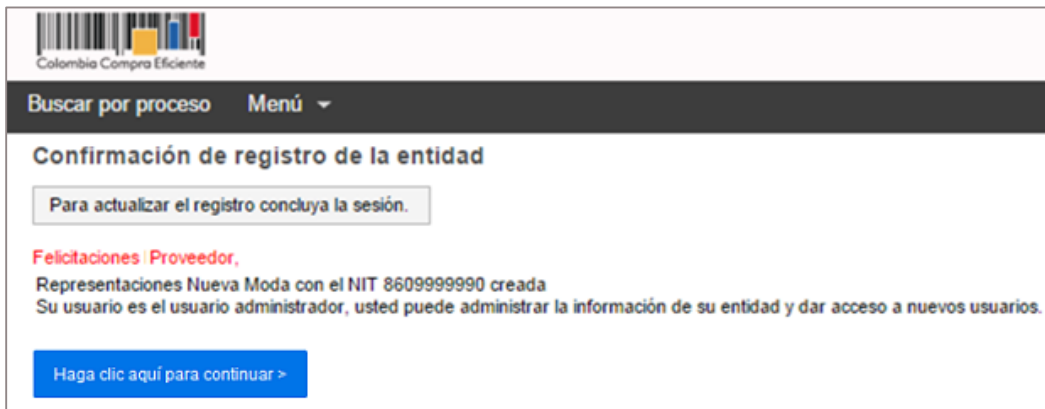 Colombia Compra Eficiente
Buscar por proceso Menú
Confirmación de registro de la entidad
Para actualizar el registro concluya la sesión.
Felicitaciones Proveedor,
Representaciones Nueva Moda con el NIT 8609999990 creada
Su usuario es el usuario administrador, usted puede administrar la información de su entidad y dar acceso a nuevos usuarios.
Haga clic aquí para continuar >